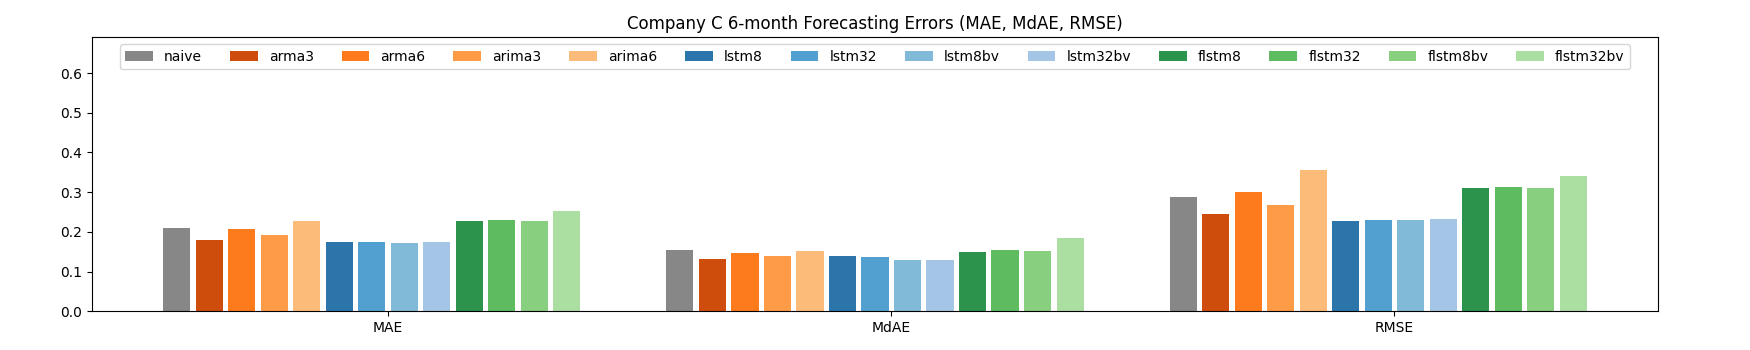 Company C 6-month Forecasting Errors (MAE, MdAE, RMSE)
naive arma3 arma6 arima3 arima6 lstm8 lstm32 lstm8bv lstm32bv flstm8 flstm32 flstm8bv flstm32bv
0.6
0.5
0.4
0.3
0.2
0.1
0.0
MAE MdAE RMSE